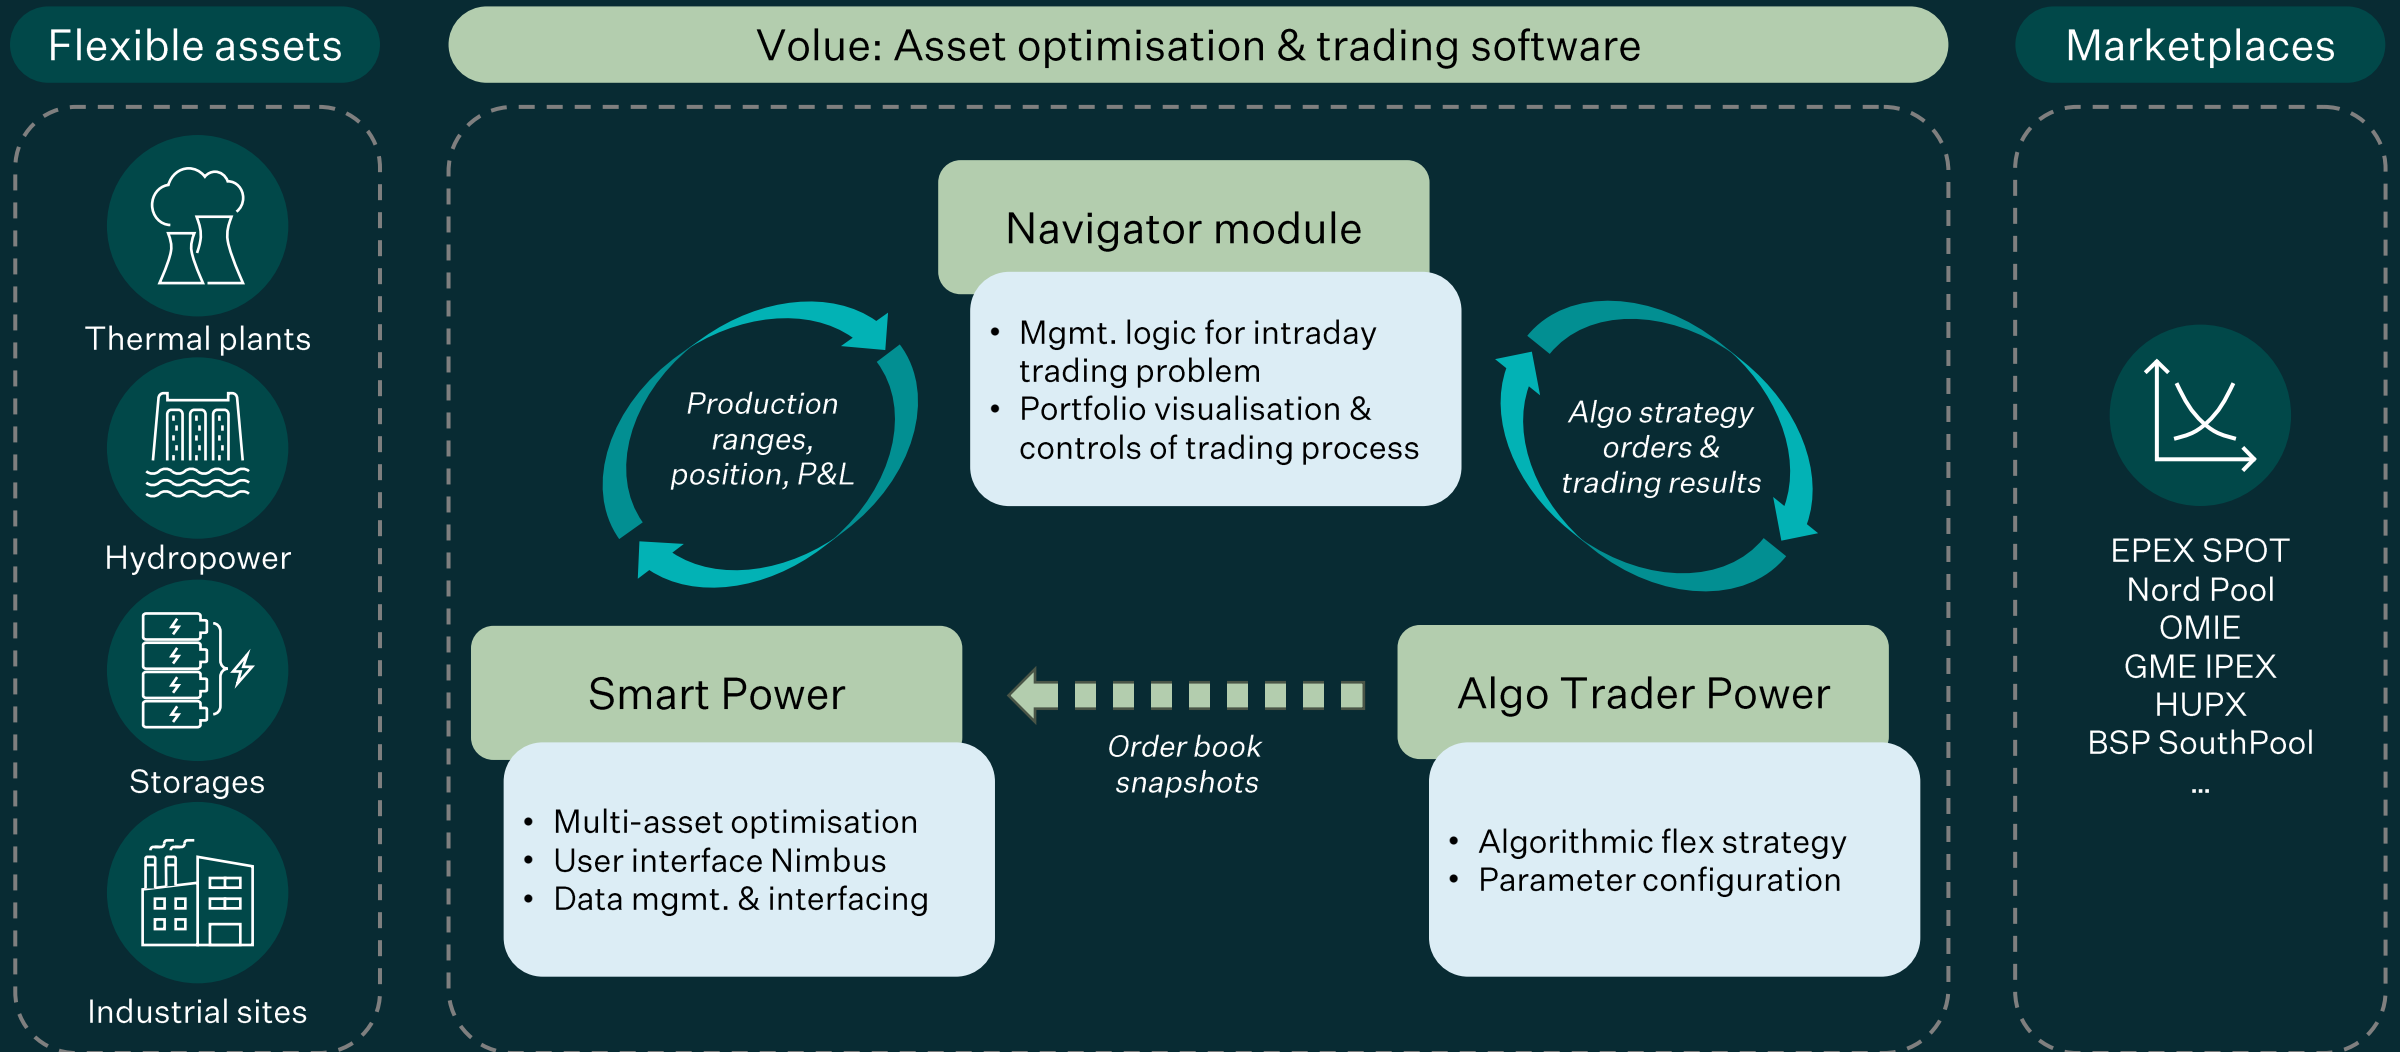 Flexible assets
Thermal plants
Hydropower
Storages
Industrial sites
Volue: Asset optimisation & trading software
Navigator module
• Mgmt. logic for intraday
trading problem
• Portfolio visualisation &
controls of trading process
Production
ranges,
position, P&L
Algo strategy
orders &
trading results
Smart Power
• Multi-asset optimisation
• User interface Nimbus
• Data mgmt. & interfacing
Order book
snapshots
Algo Trader Power
• Algorithmic flex strategy
• Parameter configuration
Marketplaces
EPEX SPOT
Nord Pool
OMIE
GME IPEX
HUPX
BSP SouthPool
...